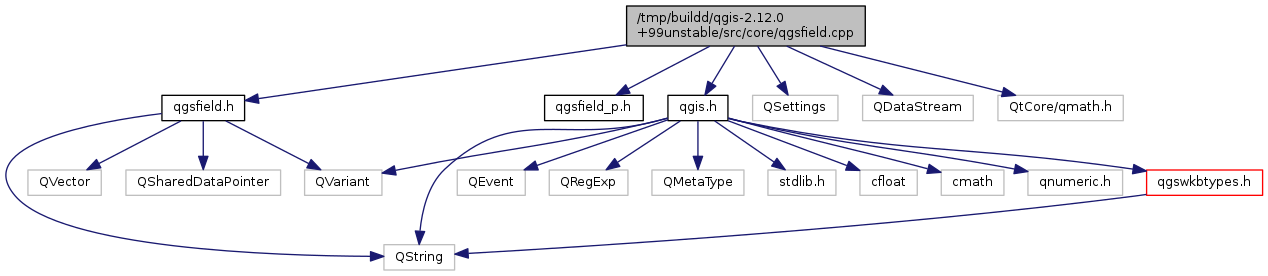 /tmp/buildd/qgis-2.12.0
+99unstable/src/core/qgsfield.cpp
qgsfield.h
qgsfield_p.h
qgis.h
QSettings
QDataStream
QtCore/qmath.h
QVector
QSharedDataPointer
QVariant
QEvent
QRegExp
QMetaType
stdlib.h
cfloat
cmath
qnumeric.h
qgswkbtypes.h
QString